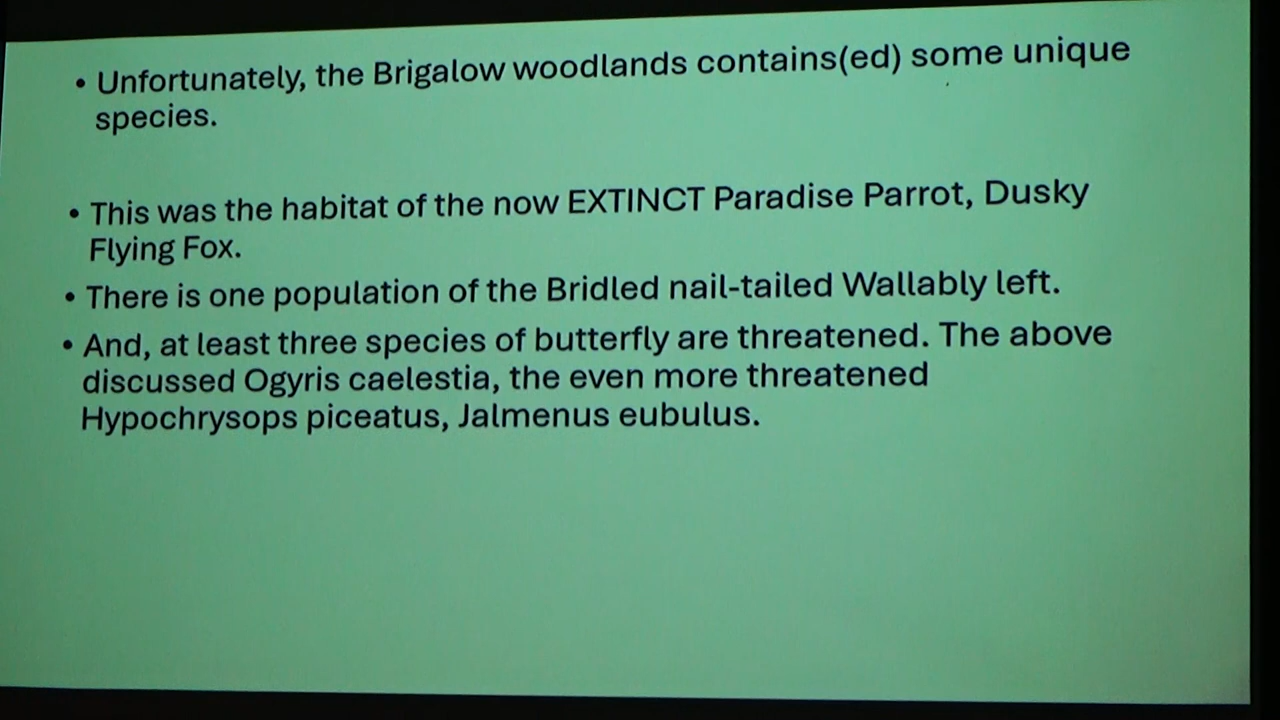 • Unfortunately, the Brigalow woodlands contains(ed) some unique
species.
• This was the habitat of the now EXTINCT Paradise Parrot, Dusky
Flying Fox.
• There is one population of the Bridled nail-tailed Wallably left.
• And, at least three species of butterfly are threatened. The above
discussed Ogyris caelestia, the even more threatened
Hypochrysops piceatus, Jalmenus eubulus.